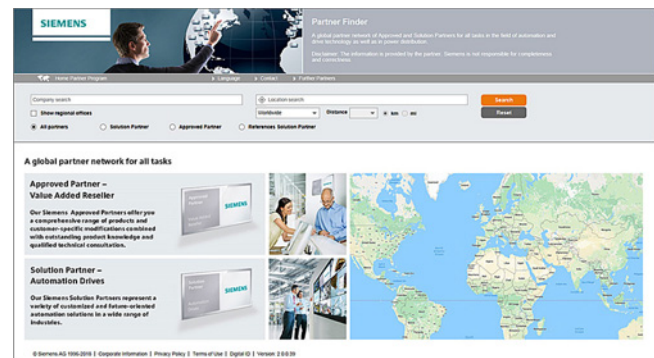 SIEMENS
Partner Finder
A global partner network of Approved and Solution Partners for all tasks in the field of automation and
drive technology as well as in power distribution.
Disclaimer: The information is provided by the partner. Siemens is not responsible for completeness
and correctness.
Home Partner Program
Language
Contact
Further Partners
Company search
Location search
Search
Show regional offices
Worldwide
Distance
km
mi
Reset
All partners
Solution Partner
Approved Partner
References Solution Partner
A global partner network for all tasks
Approved Partner –
Value Added Reseller
Our Siemens Approved Partners offer you
a comprehensive range of products and
customer-specific modifications combined
with outstanding product knowledge and
qualified technical consultation.
Approved
Partner
SIEMENS
Solution Partner –
Automation Drives
Our Siemens Solution Partners represent a
variety of customized and future-oriented
automation solutions in a wide range of
industries.
Solution
Partner
SIEMENS
© Siemens AG 1996-2018 | Corporate Information | Privacy Policy | Terms of Use | Digital ID | Version: 2.9.0.39